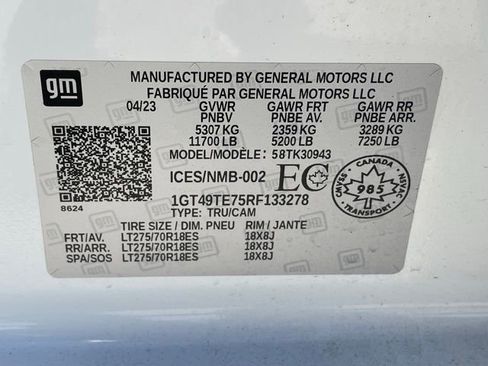 gm
MANUFACTURED BY GENERAL MOTORS LLC
FABRIQUÉ PAR GENERAL MOTORS LLC
04/23 GVWR GAWR FRT GAWR RR
PNBV PNBE AV. PNBE ARR.
5307 KG 2359 KG 3289 KG
11700 LB 5200 LB 7250 LB
MODEL/MODÈLE: 58TK30943
ICES/NMB-002 EC
CANADA
985
NSVAC
TRANSPORT
8624
1GT49TE75RF133278
TYPE: TRU/CAM
TIRE SIZE / DIM. PNEU RIM / JANTE
FRT/AV. LT275/70R18ES 18X8J
RR/ARR. LT275/70R18ES 18X8J
SPA/SOS LT275/70R18ES 18X8J